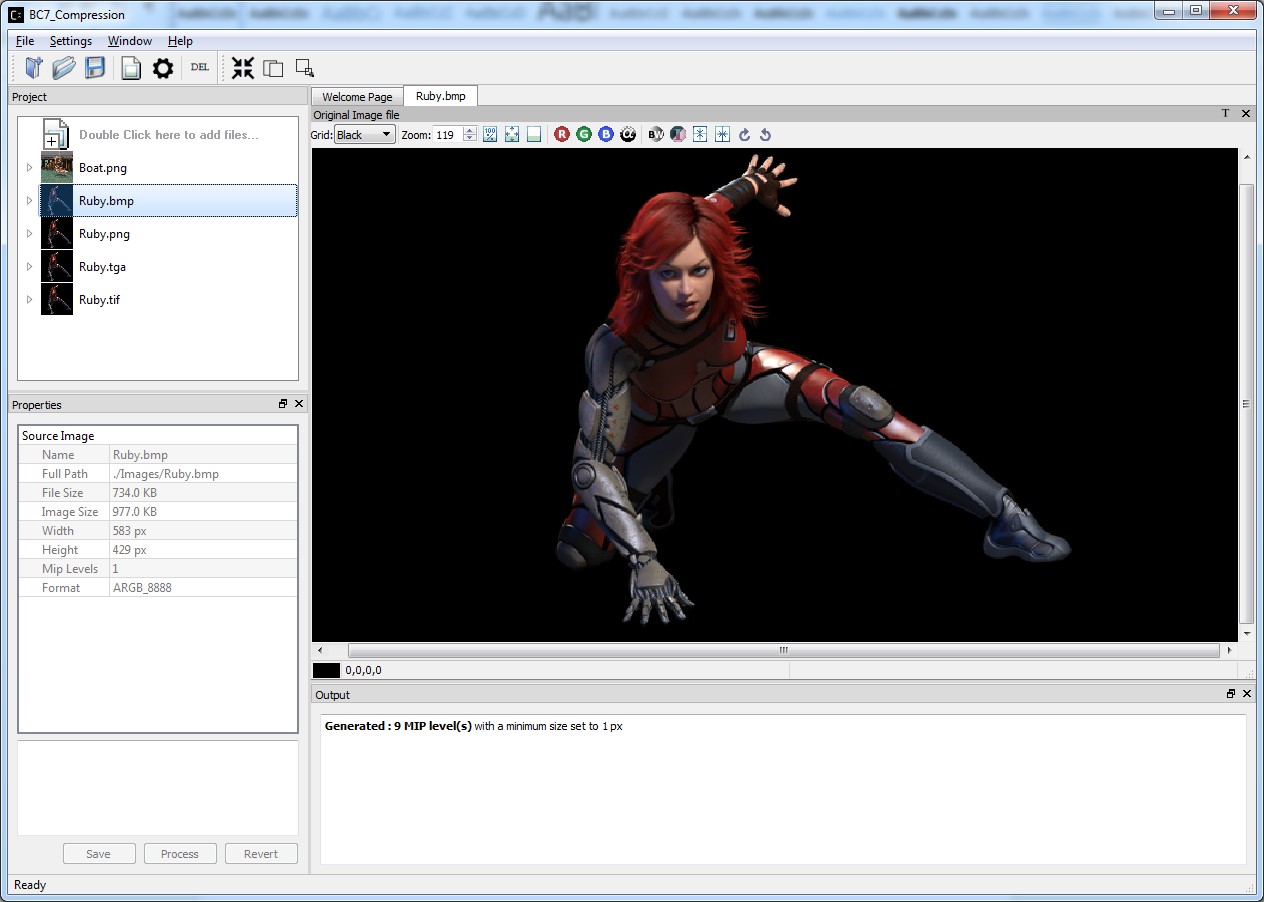 BC7_Compression
File Settings Window Help
DEL
Project
Double Click here to add files...
Boat.png
Ruby.bmp
Ruby.png
Ruby.tga
Ruby.tif
Properties
Source Image
Name Ruby.bmp
Full Path ./Images/Ruby.bmp
File Size 734.0 KB
Image Size 977.0 KB
Width 583 px
Height 429 px
Mip Levels 1
Format ARGB_8888
Save Process Revert
Welcome Page Ruby.bmp
Original Image file T
Grid: Black Zoom: 119 R G B α BW
0,0,0,0
Output
Generated : 9 MIP level(s) with a minimum size set to 1 px
Ready